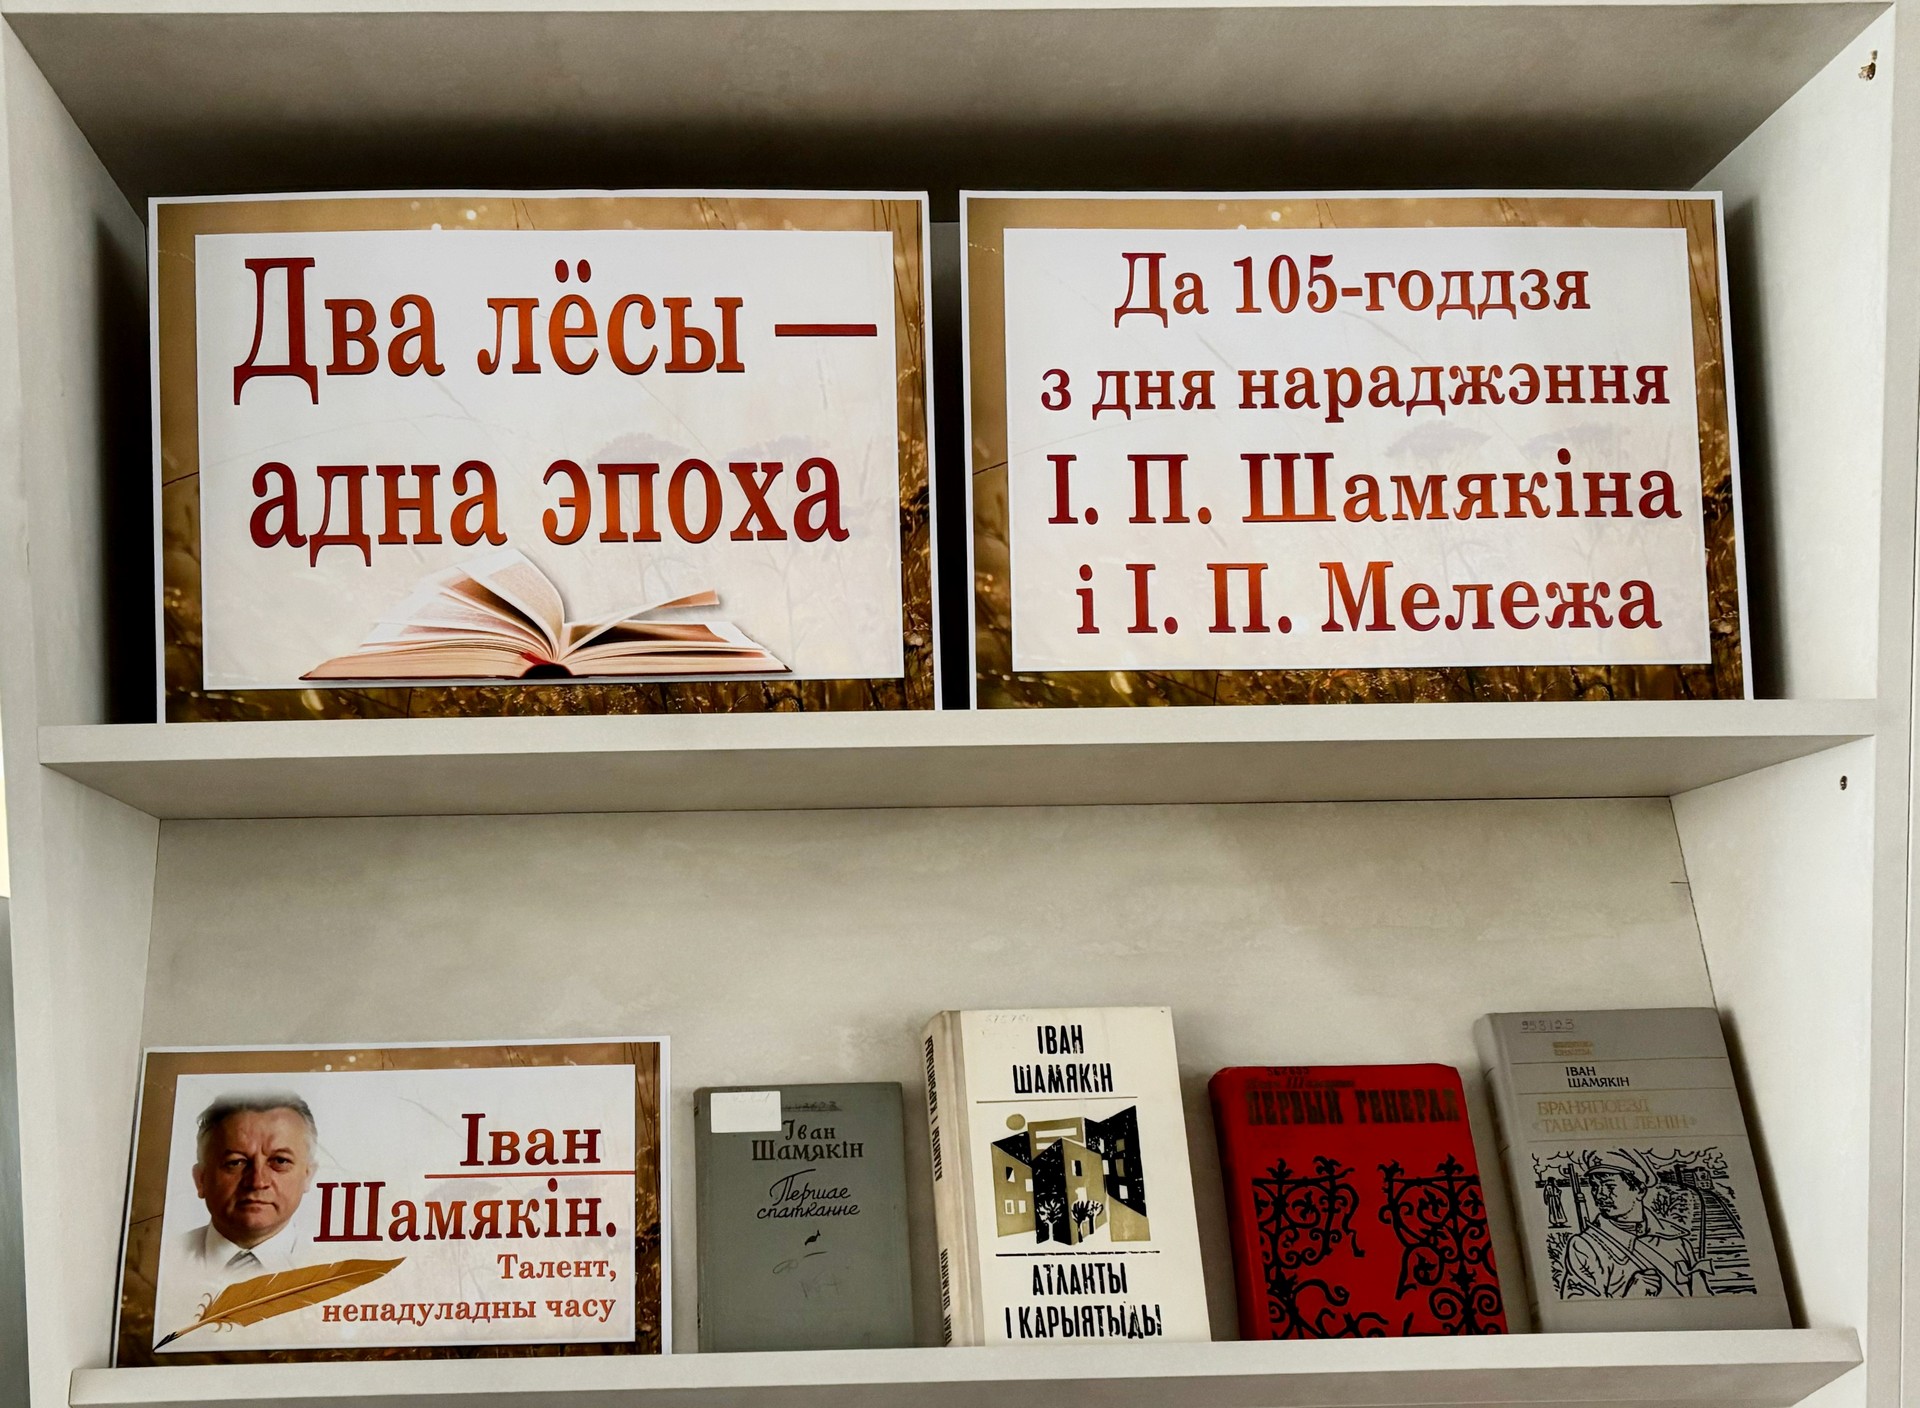 Два лёсы —
адна эпоха
Да 105-годдзя
з дня нараджэння
І. П. Шамякіна
і І. П. Мележа
Іван
Шамякін.
Талент,
непадуладны часу
Іван
Шамякін
Першае
спатканне
ІВАН
ШАМЯКІН
АТЛАНТЫ
І КАРЫЯТЫДЫ
ПЕРВЫЙ ГЕНЕРАЛ
958123
ІВАН
ШАМЯКІН
БРАНЯПОЕЗД
«ТАВАРЫШ ЛЕНІН»